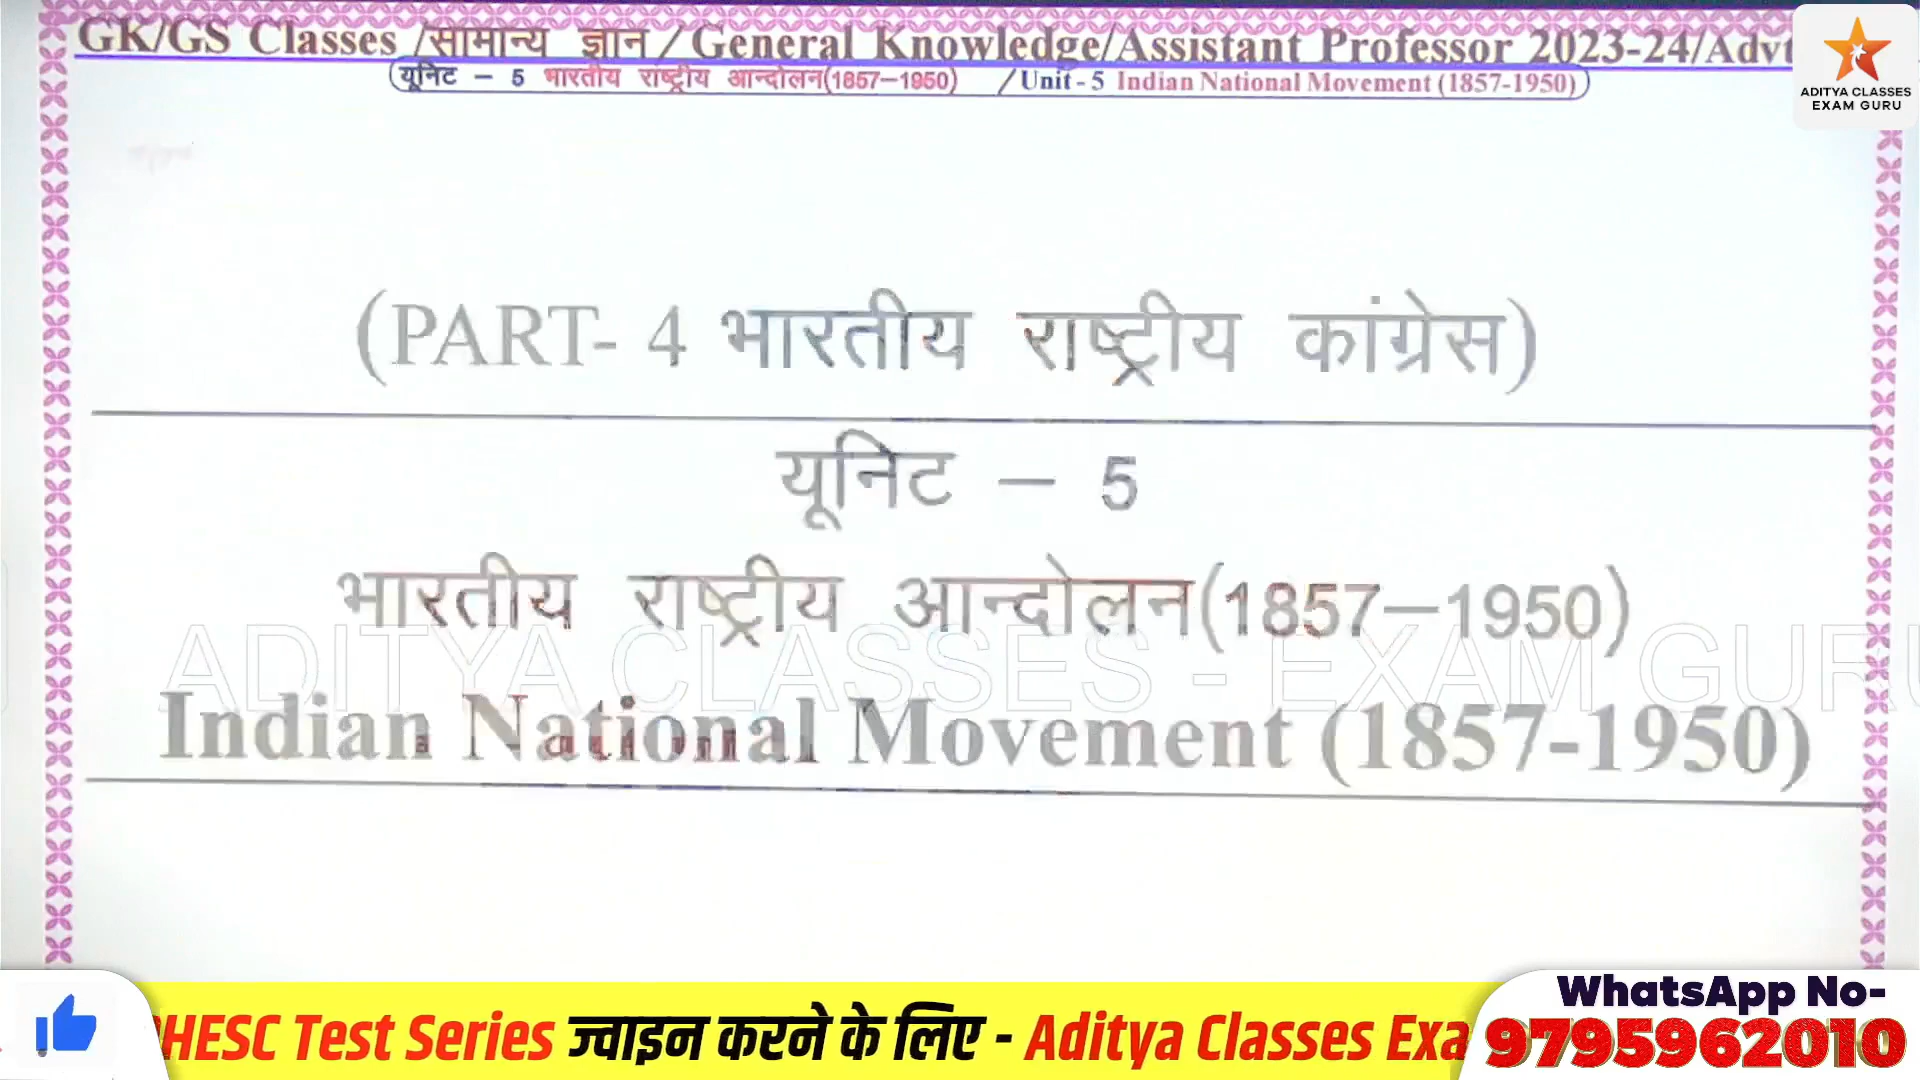 GK/GS Classes /सामान्य ज्ञान / General Knowledge/Assistant Professor 2023-24/Advt
यूनिट – 5 भारतीय राष्ट्रीय आन्दोलन(1857–1950) / Unit - 5 Indian National Movement (1857-1950)
ADITYA CLASSES
EXAM GURU
(PART- 4 भारतीय राष्ट्रीय कांग्रेस)
यूनिट – 5
भारतीय राष्ट्रीय आन्दोलन(1857–1950)
ADITYA CLASSES - EXAM GURU
Indian National Movement (1857-1950)
HESC Test Series ज्वाइन करने के लिए - Aditya Classes Exa
WhatsApp No-
9795962010